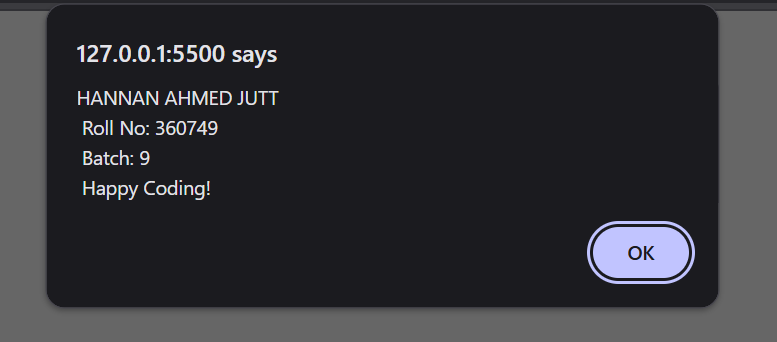 127.0.0.1:5500 says
HANNAN AHMED JUTT
Roll No: 360749
Batch: 9
Happy Coding!
OK